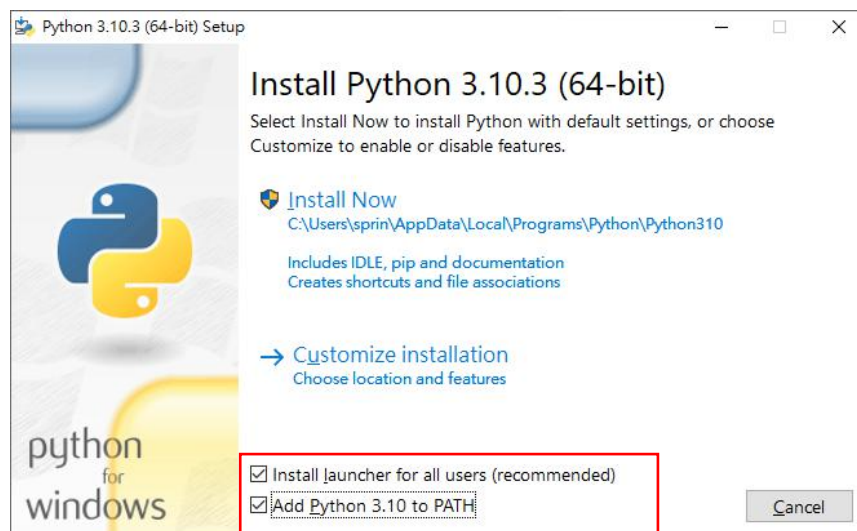 Python 3.10.3 (64-bit) Setup
Install Python 3.10.3 (64-bit)
Select Install Now to install Python with default settings, or choose
Customize to enable or disable features.
Install Now
C:\Users\sprin\AppData\Local\Programs\Python\Python310
Includes IDLE, pip and documentation
Creates shortcuts and file associations
Customize installation
Choose location and features
python
for
windows
Install launcher for all users (recommended)
Add Python 3.10 to PATH
Cancel